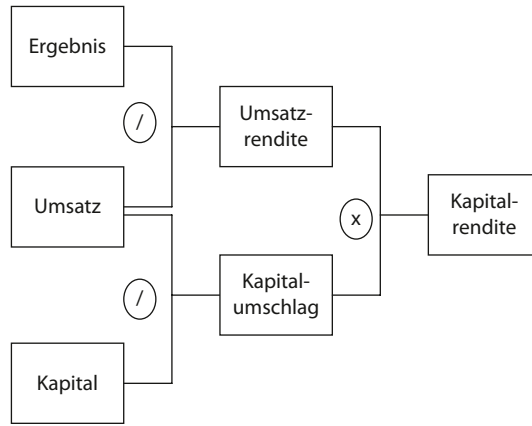 Ergebnis
/
Umsatz-
rendite
Umsatz
x
Kapital-
rendite
/
Kapital-
umschlag
Kapital